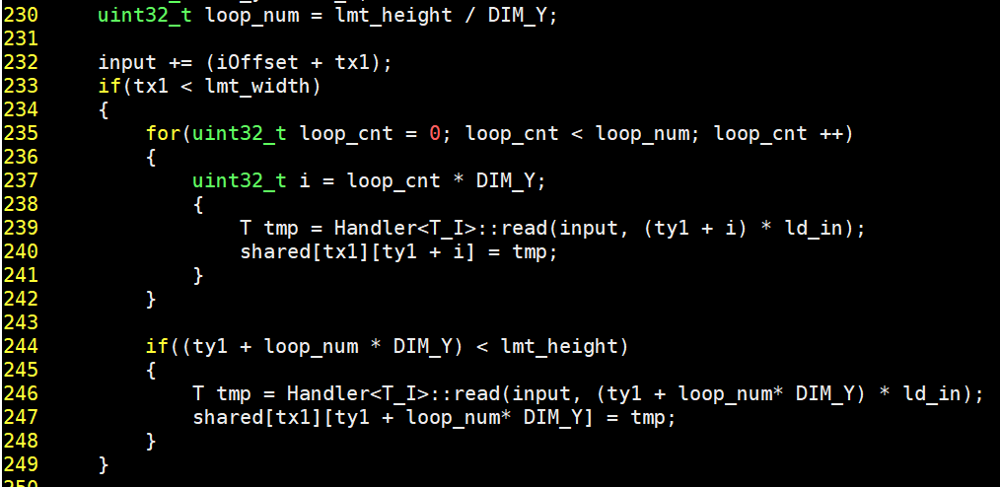 230     uint32_t loop_num = lmt_height / DIM_Y;
231
232     input += (iOffset + tx1);
233     if(tx1 < lmt_width)
234     {
235         for(uint32_t loop_cnt = 0; loop_cnt < loop_num; loop_cnt ++)
236         {
237             uint32_t i = loop_cnt * DIM_Y;
238             {
239                 T tmp = Handler<T_I>::read(input, (ty1 + i) * ld_in);
240                 shared[tx1][ty1 + i] = tmp;
241             }
242         }
243
244         if((ty1 + loop_num * DIM_Y) < lmt_height)
245         {
246             T tmp = Handler<T_I>::read(input, (ty1 + loop_num* DIM_Y) * ld_in);
247             shared[tx1][ty1 + loop_num* DIM_Y] = tmp;
248         }
249     }